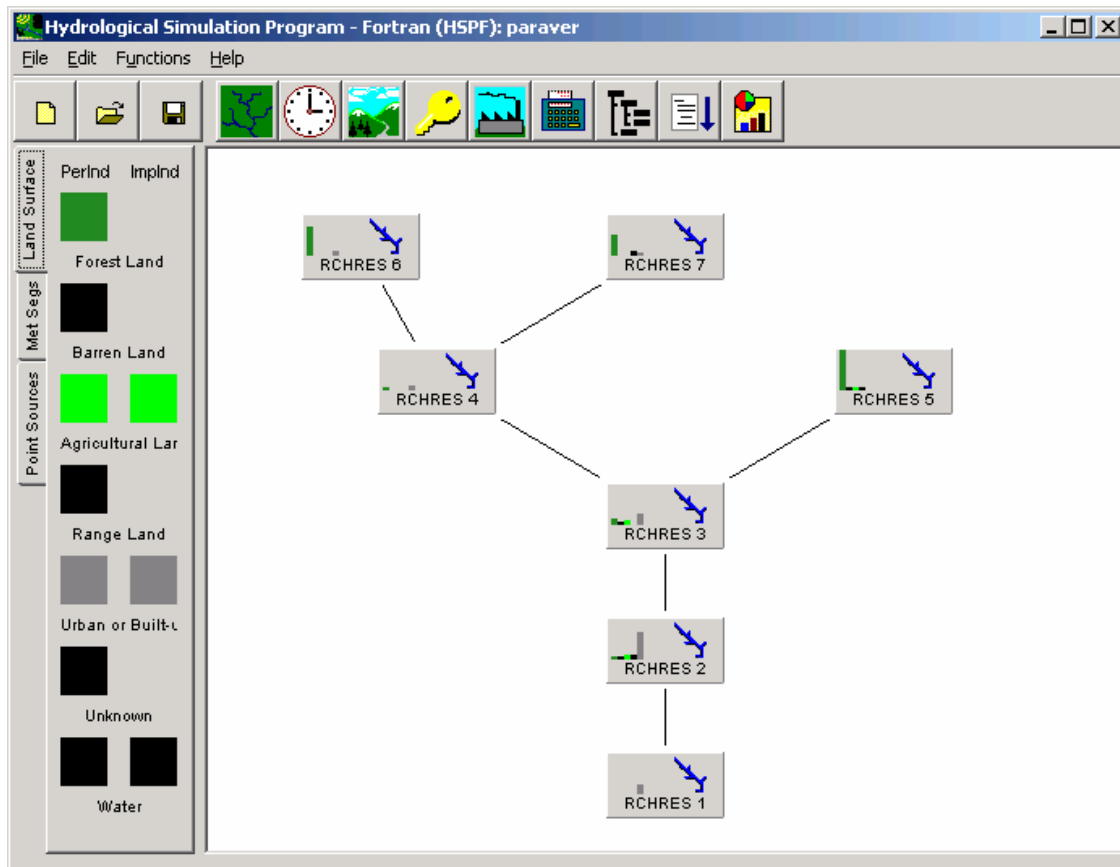 Hydrological Simulation Program - Fortran (HSPF): paraver
File Edit Functions Help
Land Surface
Met Segs
Point Sources
PerInd ImpInd
Forest Land
Barren Land
Agricultural Lar
Range Land
Urban or Built-u
Unknown
Water
RCHRES 6
RCHRES 7
RCHRES 4
RCHRES 5
RCHRES 3
RCHRES 2
RCHRES 1